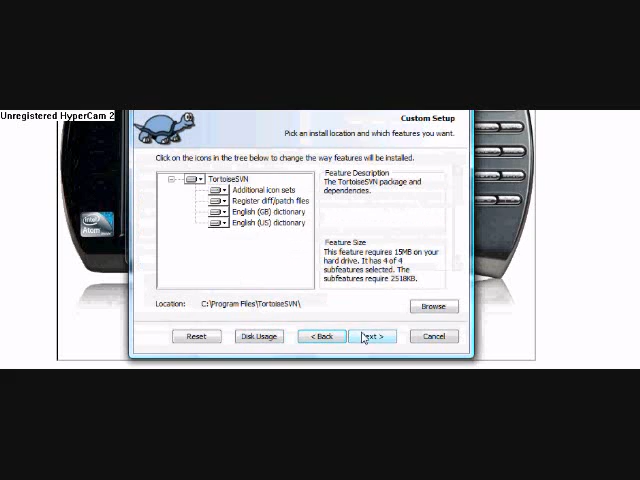 Unregistered HyperCam 2
Custom Setup
Pick an install location and which features you want.
Click on the icons in the tree below to change the way features will be installed.
TortoiseSVN
Additional icon sets
Register diff/patch files
English (GB) dictionary
English (US) dictionary
Feature Description
The TortoiseSVN package and
dependencies.
Feature Size
This feature requires 15MB on your
hard drive. It has 4 of 4
subfeatures selected. The
subfeatures require 2518KB.
Location: C:\Program Files\TortoiseSVN\
Browse
Reset Disk Usage < Back Next > Cancel
intel
Atom